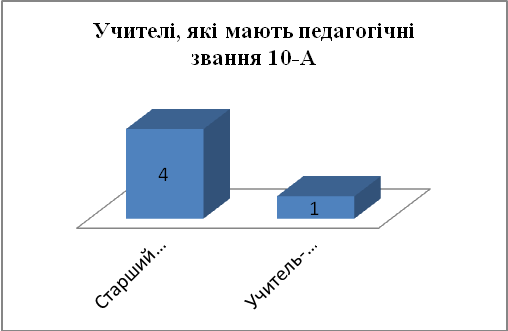 Учителі, які мають педагогічні
звання 10-А
4
1
Старший...
Учитель-...